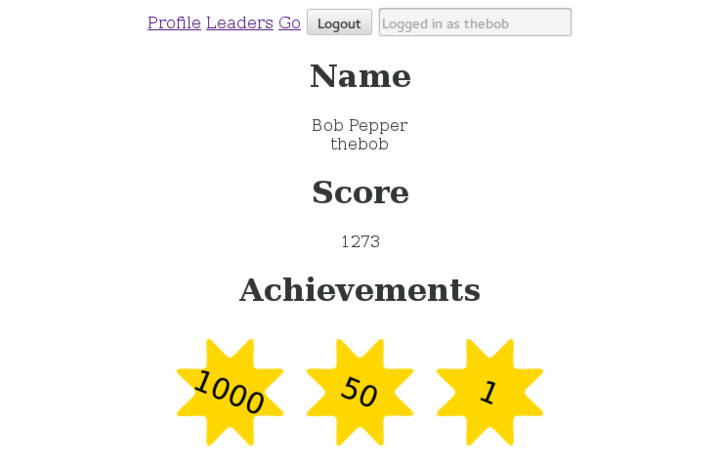 Profile Leaders Go Logout Logged in as thebob
Name
Bob Pepper
thebob
Score
1273
Achievements
1000 50 1